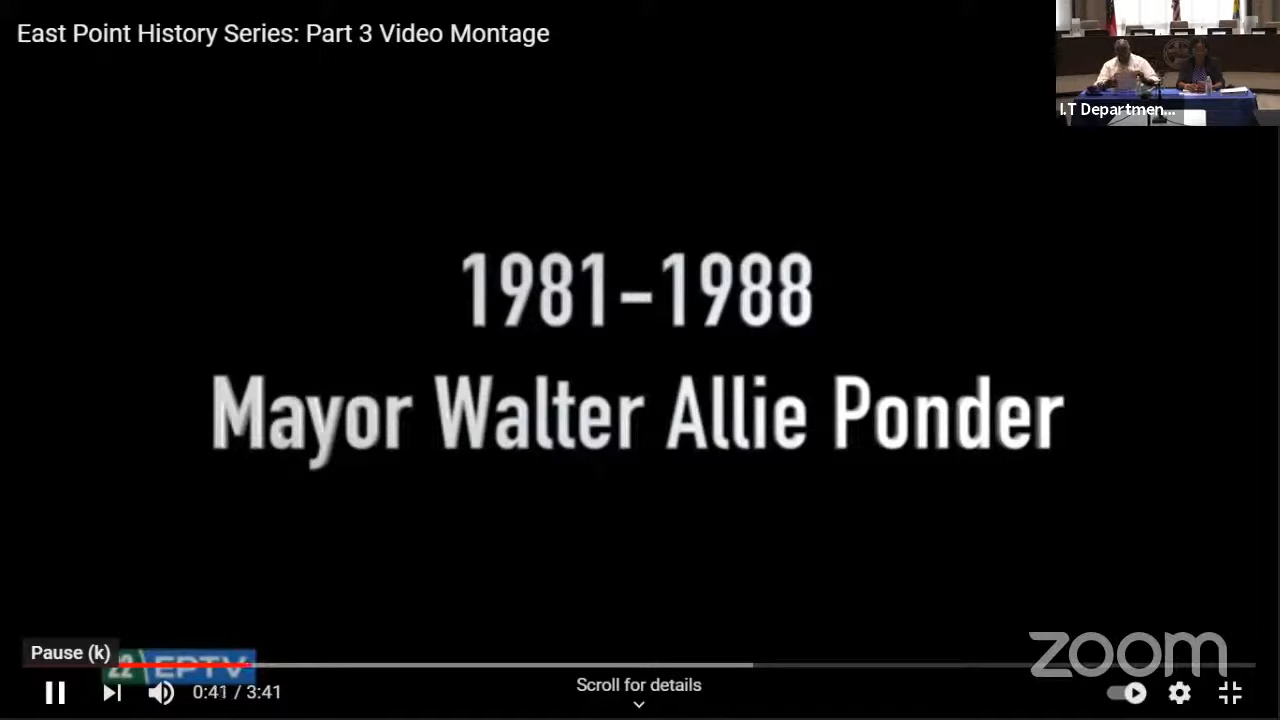 East Point History Series: Part 3 Video Montage
I.T Departmen...
1981-1988
Mayor Walter Allie Ponder
Pause (k)
22 EPTV
zoom
0:41 / 3:41
Scroll for details